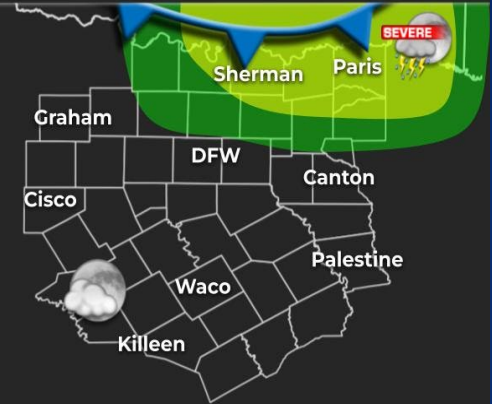 SEVERE
Sherman
Paris
Graham
DFW
Canton
Cisco
Palestine
Waco
Killeen